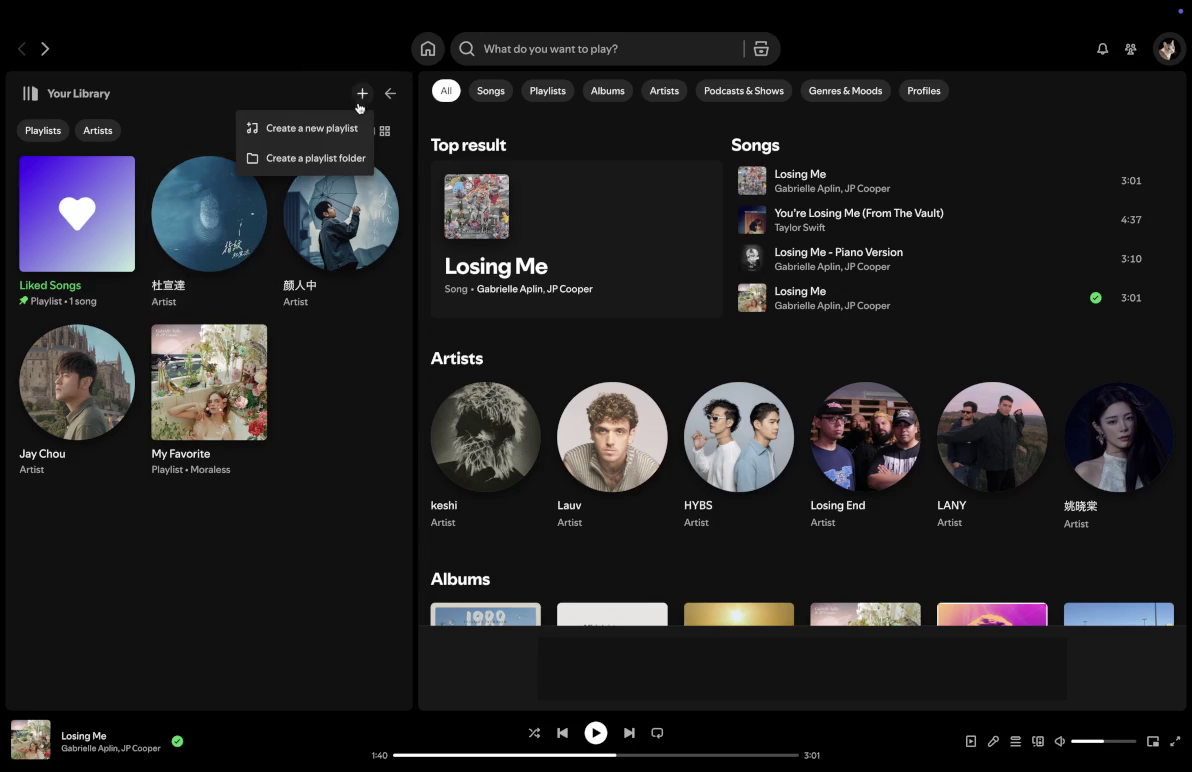 What do you want to play?
Your Library
Create a new playlist
Create a playlist folder
Playlists
Artists
Liked Songs
Playlist • 1 song
杜宣達
Artist
颜人中
Artist
Jay Chou
Artist
My Favorite
Playlist • Moraless
All
Songs
Playlists
Albums
Artists
Podcasts & Shows
Genres & Moods
Profiles
Top result
Losing Me
Song • Gabrielle Aplin, JP Cooper
Songs
Losing Me
Gabrielle Aplin, JP Cooper
3:01
You're Losing Me (From The Vault)
Taylor Swift
4:37
Losing Me - Piano Version
Gabrielle Aplin, JP Cooper
3:10
Losing Me
Gabrielle Aplin, JP Cooper
3:01
Artists
keshi
Artist
Lauv
Artist
HYBS
Artist
Losing End
Artist
LANY
Artist
姚晓棠
Artist
Albums
1989
Losing Me
Gabrielle Aplin, JP Cooper
1:40
3:01